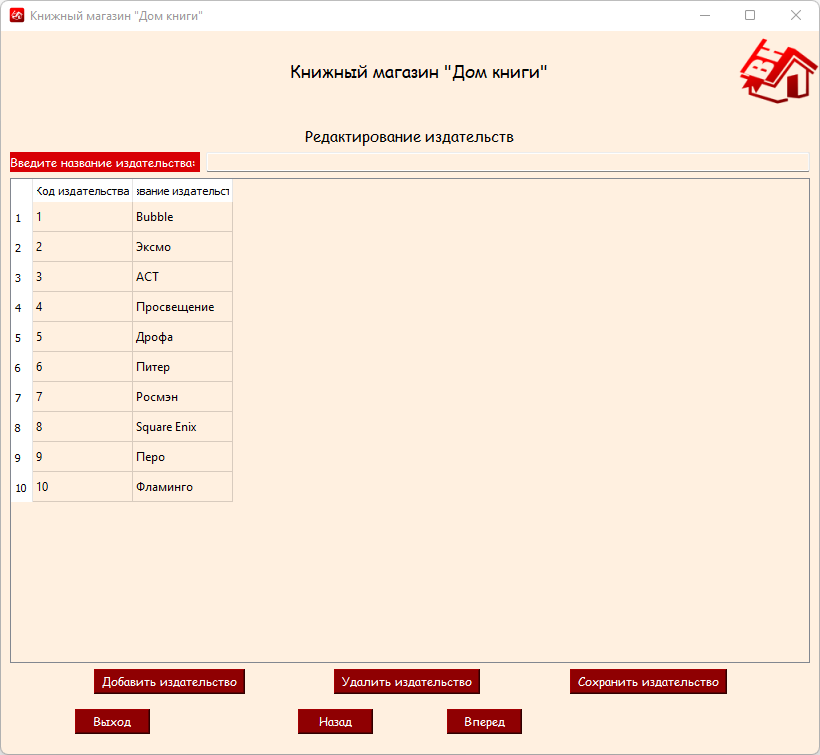 Книжный магазин "Дом книги"
Книжный магазин "Дом книги"
Редактирование издательств
Введите название издательства:
Код издательства звание издательст
1 1 Bubble
2 2 Эксмо
3 3 АСТ
4 4 Просвещение
5 5 Дрофа
6 6 Питер
7 7 Росмэн
8 8 Square Enix
9 9 Перо
10 10 Фламинго
Добавить издательство Удалить издательство Сохранить издательство
Выход Назад Вперед